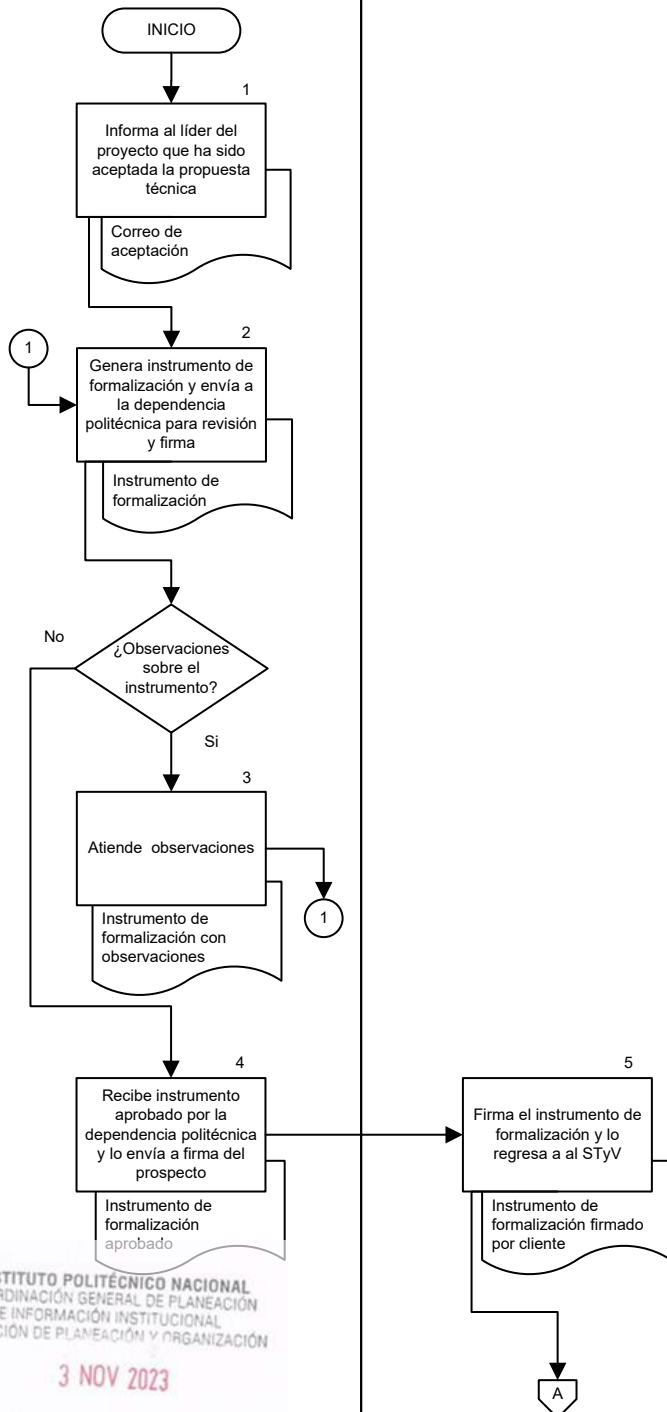 INICIO
1
Informa al líder del
proyecto que ha sido
aceptada la propuesta
técnica
Correo de
aceptación
2
1
Genera instrumento de
formalización y envía a
la dependencia
politécnica para revisión
y firma
Instrumento de
formalización
No
¿Observaciones
sobre el
instrumento?
Si
3
Atiende observaciones
Instrumento de
formalización con
observaciones
1
4
Recibe instrumento
aprobado por la
dependencia politécnica
y lo envía a firma del
prospecto
Instrumento de
formalización
aprobado
5
Firma el instrumento de
formalización y lo
regresa a al STyV
Instrumento de
formalización firmado
por cliente
A
STITUTO POLITÉCNICO NACIONAL
RDINACIÓN GENERAL DE PLANEACIÓN
E INFORMACIÓN INSTITUCIONAL
CIÓN DE PLANEACIÓN Y ORGANIZACIÓN
3 NOV 2023